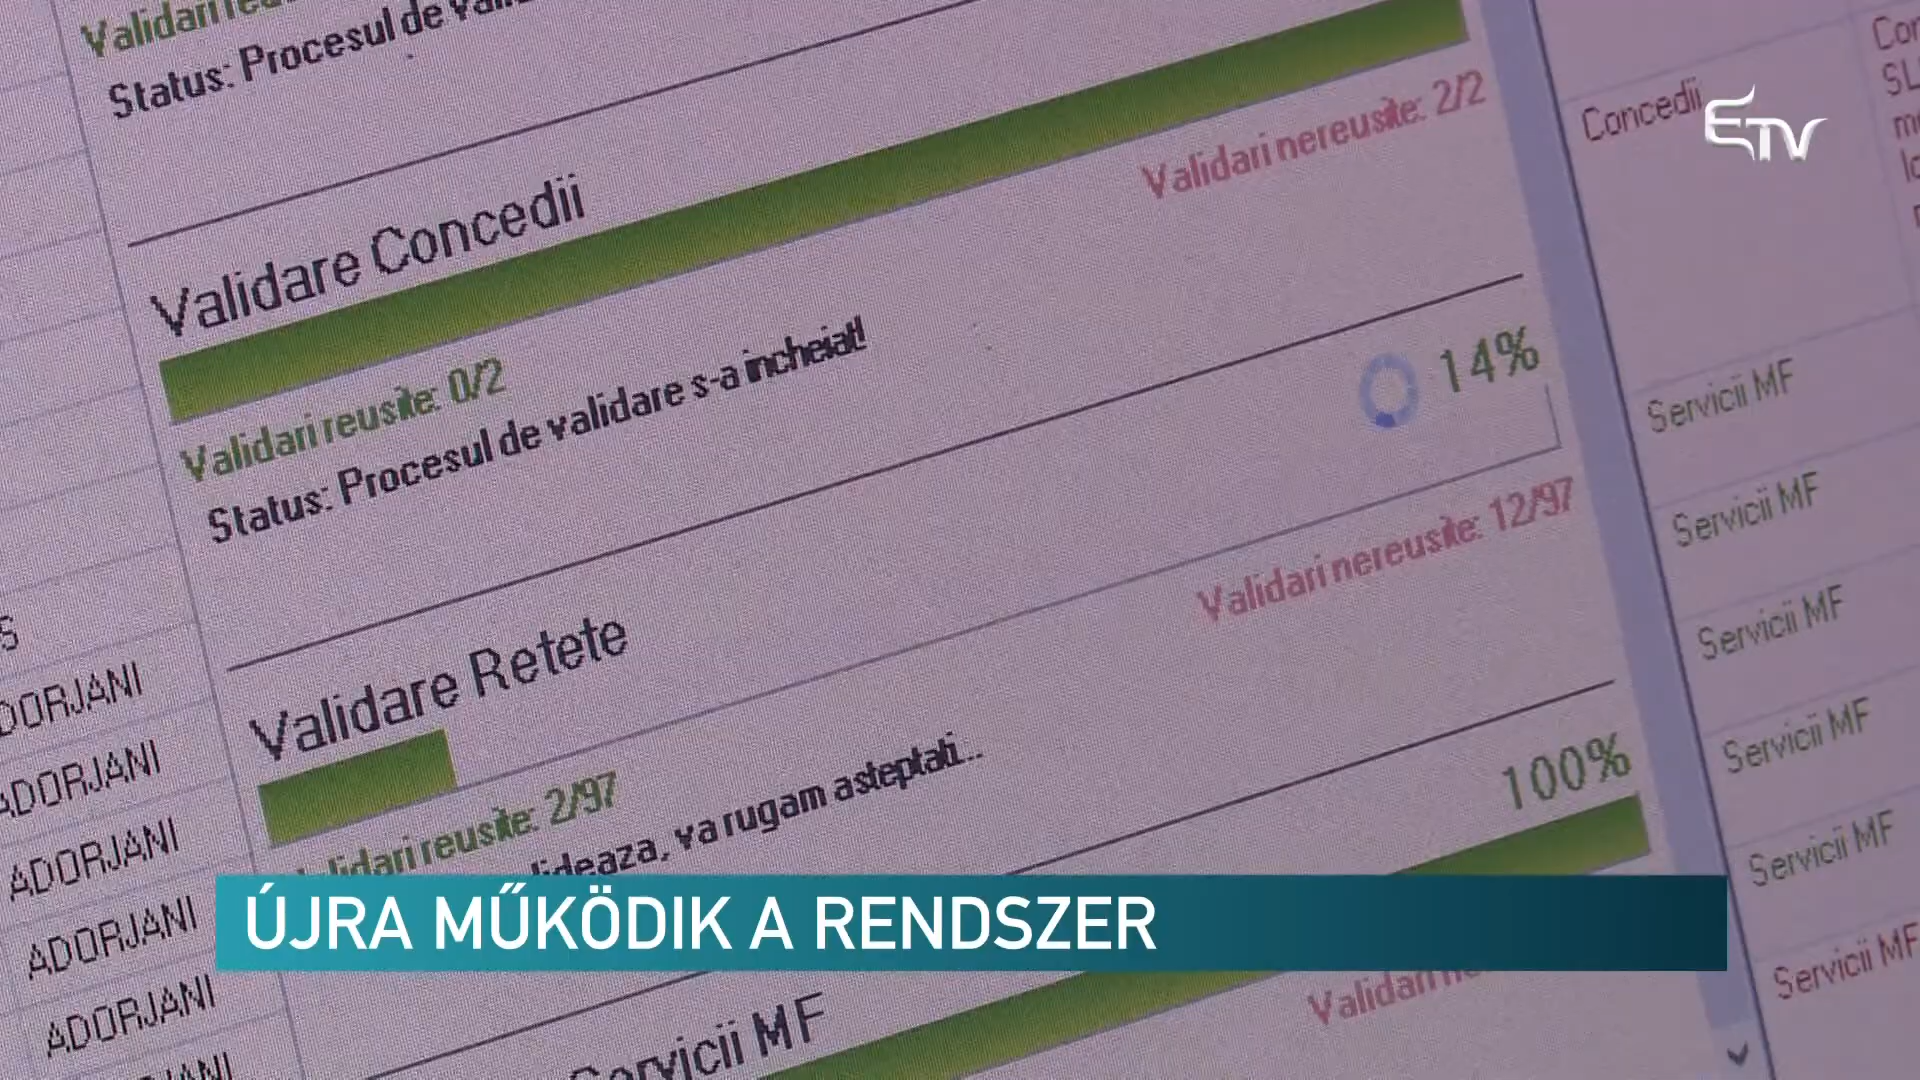 Validari
Status: Procesul de
Validare Concedii
Validari reusite: 0/2
Validari nereusite: 2/2
Status: Procesul de validare s-a incheiat!
14%
Validare Retete
Validari reusite: 2/97
Validari nereusite: 12/97
va rugam asteptati...
100%
Servicii MF
Concedii
ETV
Servicii MF
Servicii MF
Servicii MF
Servicii MF
Servicii MF
Servicii MF
ADORJANI
ADORJANI
ADORJANI
ADORJANI
ADORJANI
ÚJRA MŰKÖDIK A RENDSZER